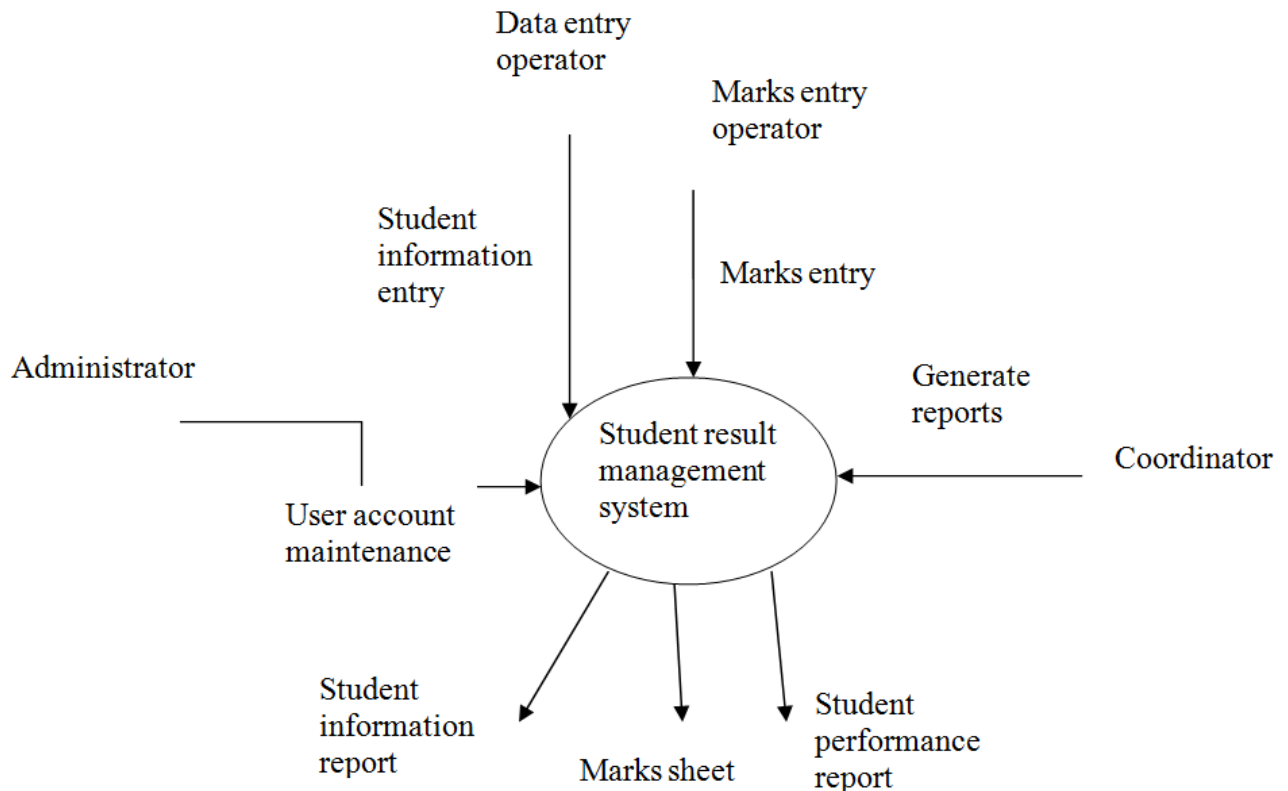 Data entry
operator
Marks entry
operator
Student
information
entry
Marks entry
Administrator
Generate
reports
Student result
management
system
Coordinator
User account
maintenance
Student
information
report
Marks sheet
Student
performance
report